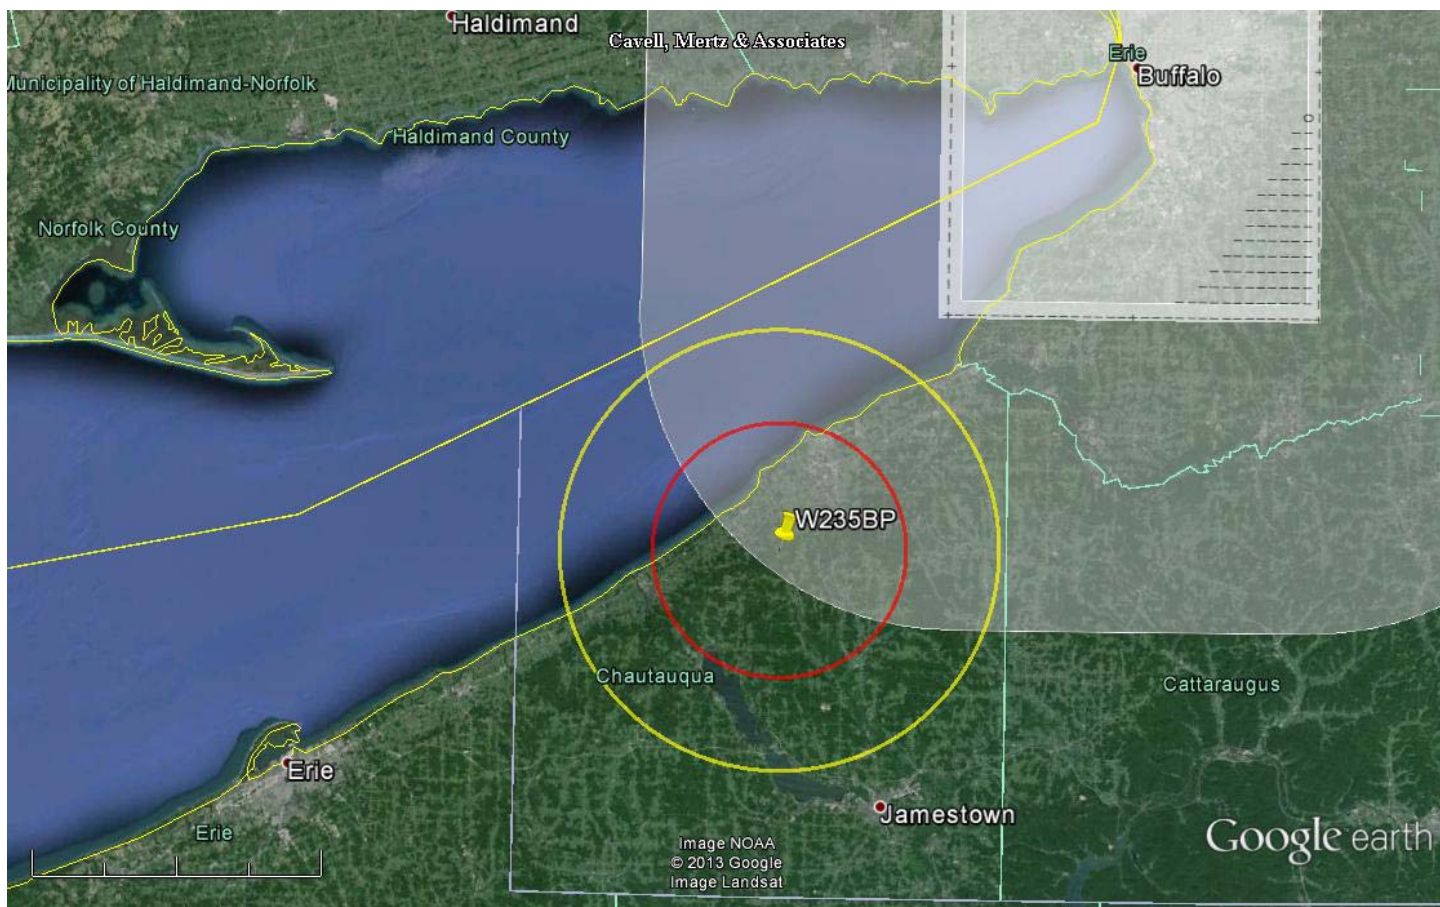 Haldimand
Cavell, Mertz & Associates
Erie
Buffalo
Municipality of Haldimand-Norfolk
Haldimand County
Norfolk County
W235BP
Chautauqua
Cattaraugus
Erie
Jamestown
Erie
Google earth
Image NOAA
© 2013 Google
Image Landsat